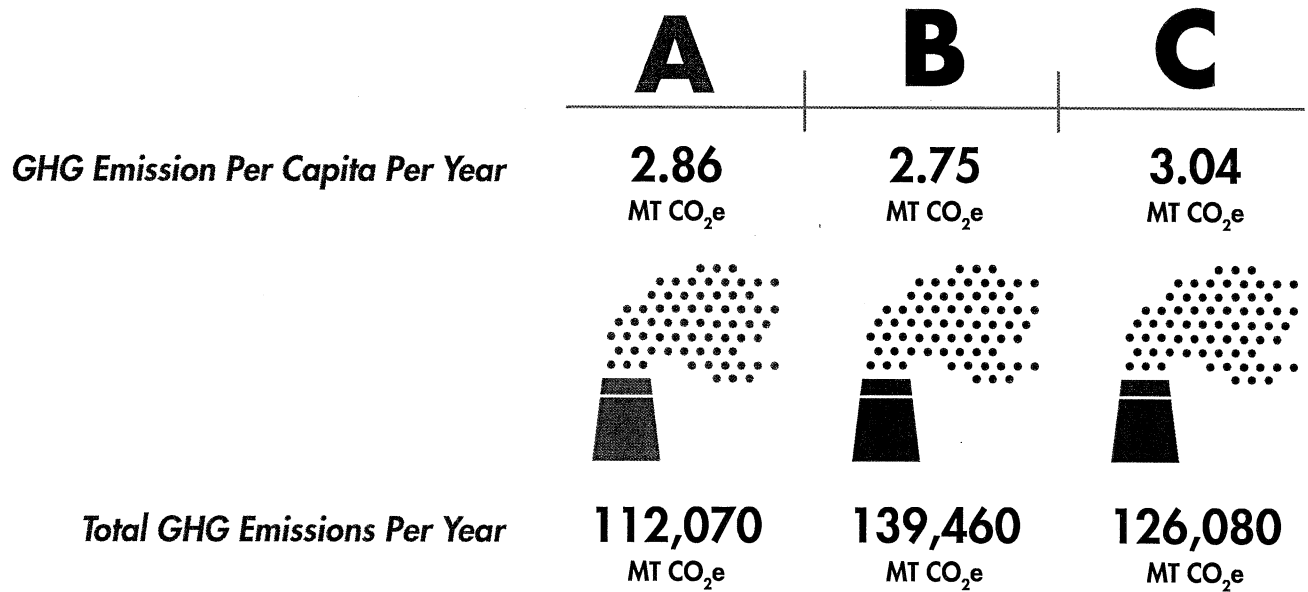 A B C
GHG Emission Per Capita Per Year 2.86 2.75 3.04
MT CO₂e MT CO₂e MT CO₂e
Total GHG Emissions Per Year 112,070 139,460 126,080
MT CO₂e MT CO₂e MT CO₂e